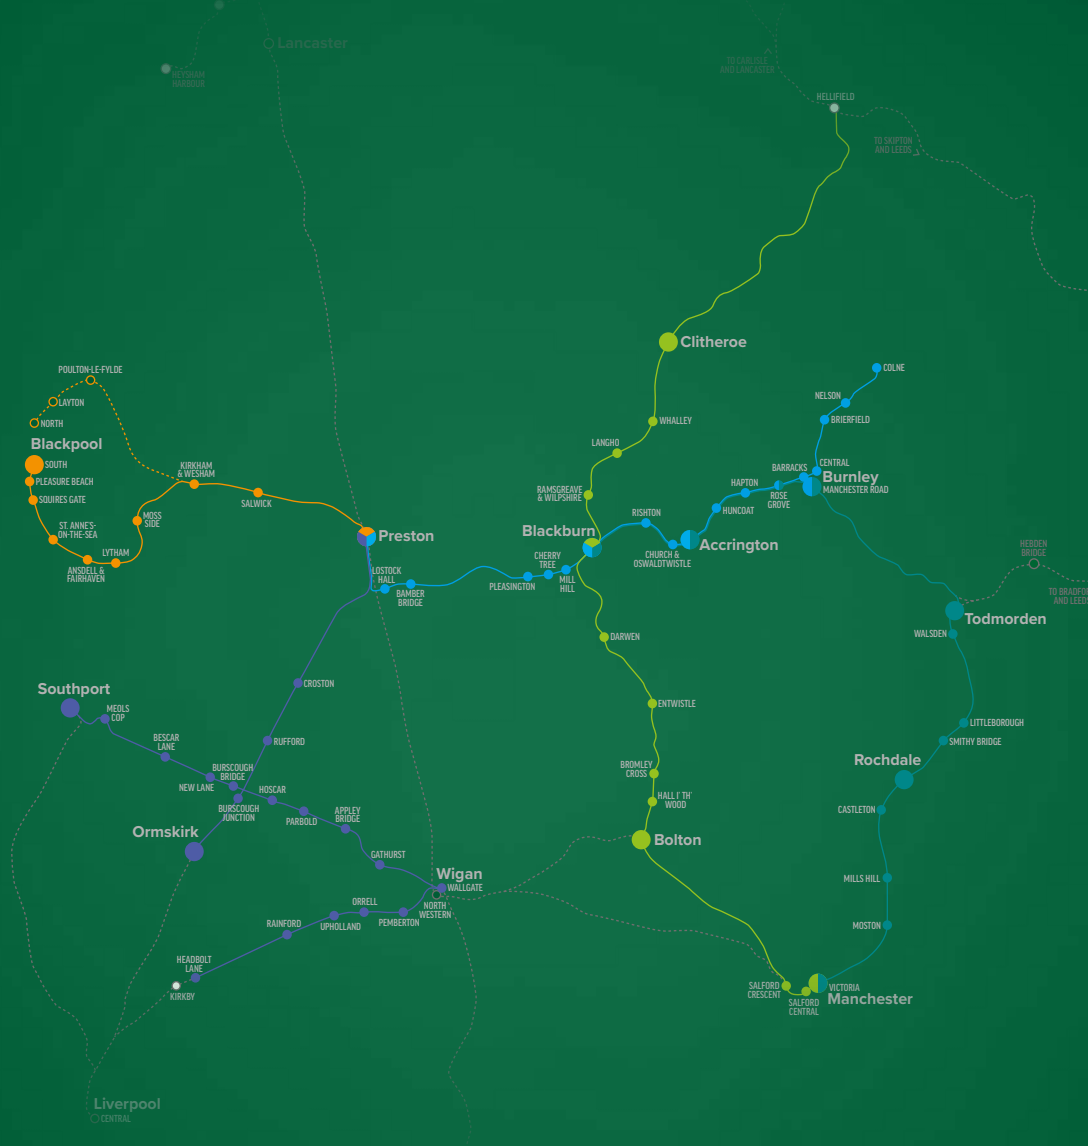 Lancaster
HEYSHAM
HARBOUR
TO CARLISLE
AND LANCASTER
HELLIFIELD
TO SKIPTON
AND LEEDS
Clitheroe
POULTON-LE-FYLDE
LAYTON
NORTH
Blackpool
SOUTH
PLEASURE BEACH
SQUIRES GATE
ST. ANNE'S-
ON-THE-SEA
ANSDELL &
FAIRHAVEN
LYTHAM
MOSS
SIDE
KIRKHAM
& WESHAM
SALWICK
Preston
LOSTOCK
HALL
BAMBER
BRIDGE
PLEASINGTON
CHERRY
TREE
MILL
HILL
Blackburn
RAMSGREAVE
& WILPSHIRE
LANGHO
WHALLEY
RISHTON
CHURCH &
OSWALDTWISTLE
Accrington
HUNCOAT
HAPTON
ROSE
GROVE
BARRACKS
CENTRAL
Burnley
MANCHESTER ROAD
BRIERFIELD
NELSON
COLNE
HEBDEN
BRIDGE
TO BRADFOR
AND LEEDS
Todmorden
WALSDEN
LITTLEBOROUGH
SMITHY BRIDGE
Rochdale
CASTLETON
MILLS HILL
MOSTON
VICTORIA
Manchester
SALFORD
CENTRAL
SALFORD
CRESCENT
Bolton
HALL I' TH'
WOOD
BROMLEY
CROSS
ENTWISTLE
DARWEN
CROSTON
RUFFORD
Southport
MEOLS
COP
BESCAR
LANE
NEW LANE
BURSCOUGH
BRIDGE
BURSCOUGH
JUNCTION
HOSCAR
PARBOLD
APPLEY
BRIDGE
GATHURST
Ormskirk
Wigan
WALLGATE
NORTH
WESTERN
PEMBERTON
ORRELL
UPHOLLAND
RAINFORD
HEADBOLT
LANE
KIRKBY
Liverpool
CENTRAL